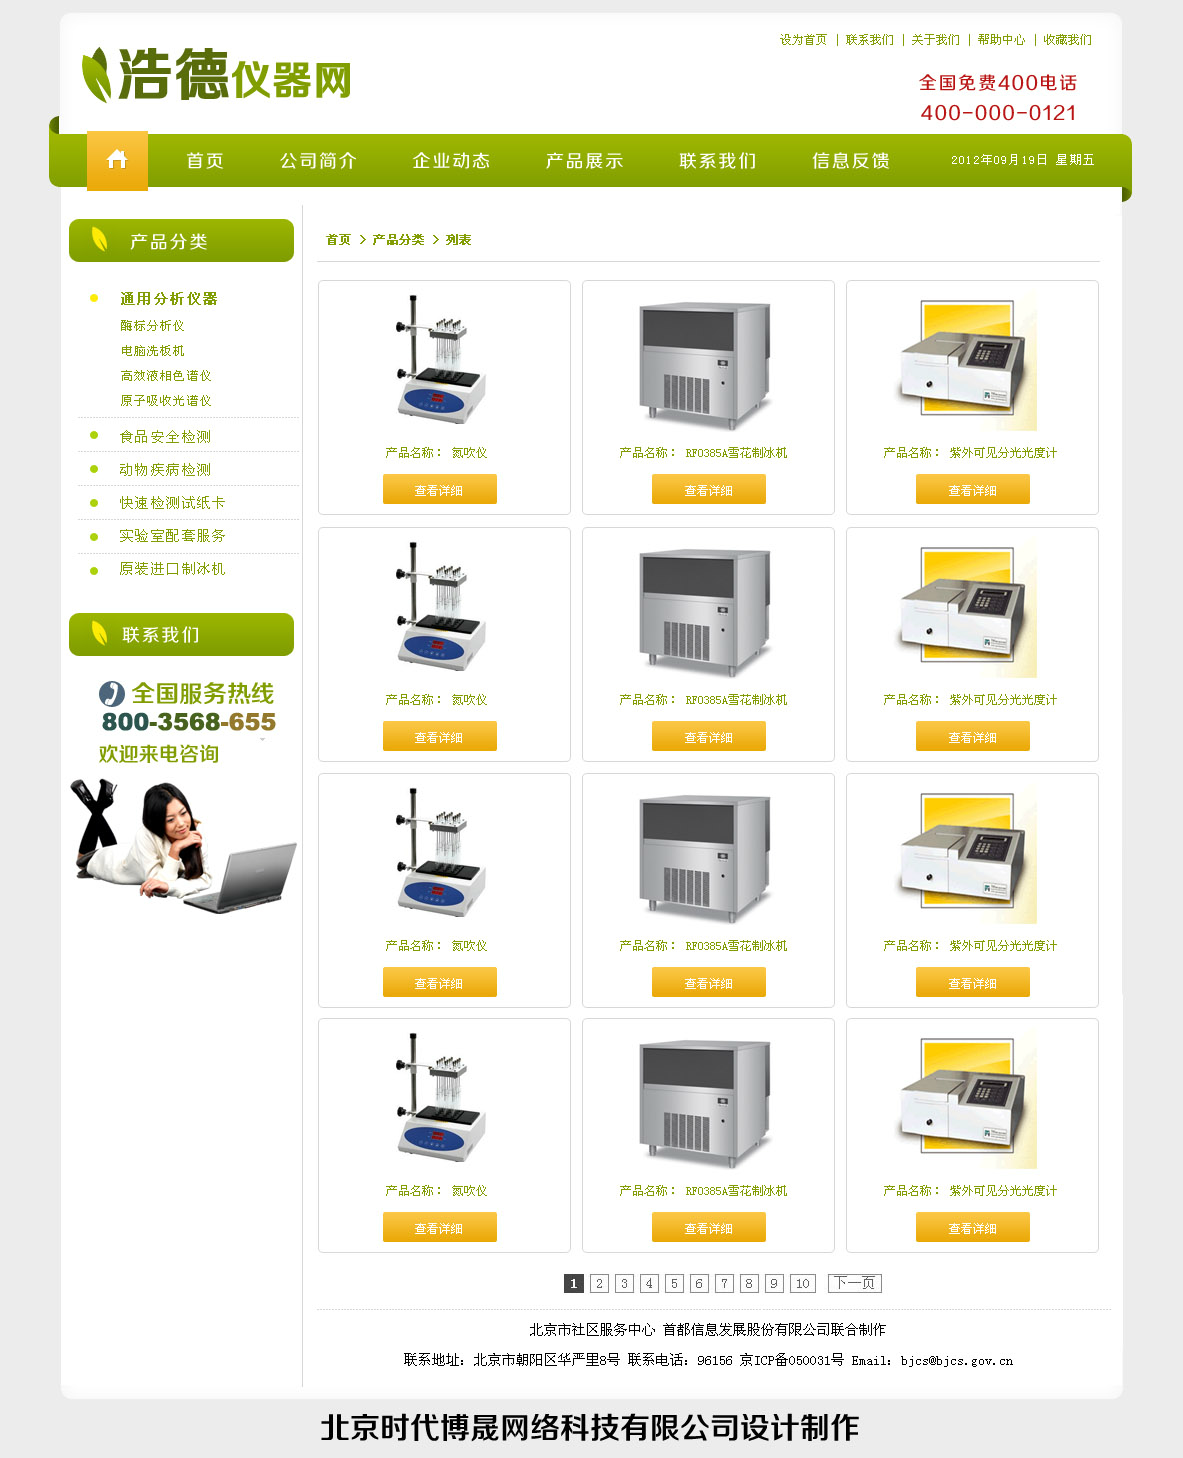 设为首页 | 联系我们 | 关于我们 | 帮助中心 | 收藏我们
浩德仪器网
全国免费400电话
400-000-0121
首页 公司简介 企业动态 产品展示 联系我们 信息反馈 2012年09月19日 星期五
产品分类
通用分析仪器
酶标分析仪
电脑洗板机
高效液相色谱仪
原子吸收光谱仪
食品安全检测
动物疾病检测
快速检测试纸卡
实验室配套服务
原装进口制冰机
联系我们
全国服务热线
800-3568-655
欢迎来电咨询
首页 > 产品分类 > 列表
产品名称： 氮吹仪 产品名称： RF0385A雪花制冰机 产品名称： 紫外可见分光光度计
查看详细 查看详细 查看详细
产品名称： 氮吹仪 产品名称： RF0385A雪花制冰机 产品名称： 紫外可见分光光度计
查看详细 查看详细 查看详细
产品名称： 氮吹仪 产品名称： RF0385A雪花制冰机 产品名称： 紫外可见分光光度计
查看详细 查看详细 查看详细
产品名称： 氮吹仪 产品名称： RF0385A雪花制冰机 产品名称： 紫外可见分光光度计
查看详细 查看详细 查看详细
1 2 3 4 5 6 7 8 9 10 下一页
北京市社区服务中心 首都信息发展股份有限公司联合制作
联系地址：北京市朝阳区华严里8号 联系电话：96156 京ICP备050031号 Email：bjcs@bjcs.gov.cn
北京时代博晟网络科技有限公司设计制作